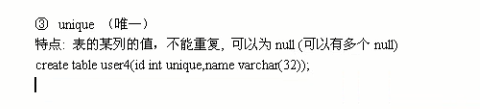 ③ unique （唯一）
特点: 表的某列的值，不能重复, 可以为 null (可以有多个 null)
create table user4(id int unique,name varchar(32));